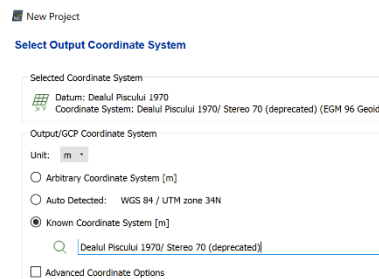 New Project
Select Output Coordinate System
Selected Coordinate System
Datum: Dealul Piscului 1970
Coordinate System: Dealul Piscului 1970/ Stereo 70 (deprecated) (EGM 96 Geoid
Output/GCP Coordinate System
Unit: m
Arbitrary Coordinate System [m]
Auto Detected: WGS 84 / UTM zone 34N
Known Coordinate System [m]
Dealul Piscului 1970/ Stereo 70 (deprecated)
Advanced Coordinate Options